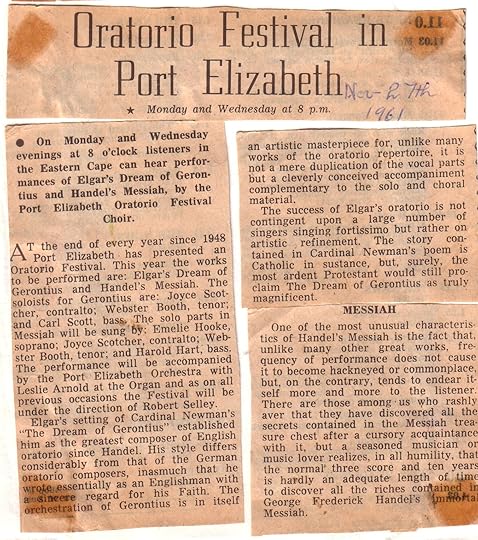 Oratorio Festival in
Port Elizabeth
★ Monday and Wednesday at 8 p.m.
Nov 27th
1961
11.0
11.03
● On Monday and Wednesday
evenings at 8 o'clock listeners in
the Eastern Cape can hear perfor-
mances of Elgar's Dream of Geron-
tius and Handel's Messiah, by the
Port Elizabeth Oratorio Festival
Choir.
AT the end of every year since 1948
Port Elizabeth has presented an
Oratorio Festival. This year the works
to be performed are: Elgar's Dream of
Gerontius and Handel's Messiah. The
soloists for Gerontius are: Joyce Scot-
cher, contralto; Webster Booth, tenor;
and Carl Scott, bass. The solo parts in
Messiah will be sung by: Emelie Hooke,
soprano; Joyce Scotcher, contralto; Web-
ster Booth, tenor; and Harold Hart, bass.
The performance will be accompanied
by the Port Elizabeth Orchestra with
Leslie Arnold at the Organ and as on all
previous occasions the Festival will be
under the direction of Robert Selley.
Elgar's setting of Cardinal Newman's
"The Dream of Gerontius" established
him as the greatest composer of English
oratorio since Handel. His style differs
considerably from that of the German
oratorio composers, inasmuch that he
wrote essentially as an Englishman with
a sincere regard for his Faith. The
orchestration of Gerontius is in itself
an artistic masterpiece for, unlike many
works of the oratorio repertoire, it is
not a mere duplication of the vocal parts
but a cleverly conceived accompaniment
complementary to the solo and choral
material.
The success of Elgar's oratorio is not
contingent upon a large number of
singers singing fortissimo but rather on
artistic refinement. The story con-
tained in Cardinal Newman's poem is
Catholic in sustance, but, surely, the
most ardent Protestant would still pro-
claim The Dream of Gerontius as truly
magnificent.
MESSIAH
One of the most unusual characteris-
tics of Handel's Messiah is the fact that,
unlike many other great works, fre-
quency of performance does not cause
it to become hackneyed or commonplace,
but, on the contrary, tends to endear it-
self more and more to the listener.
There are those among us who rashly
aver that they have discovered all the
secrets contained in the Messiah trea-
sure chest after a cursory acquaintance
with it, but a seasoned musician or
music lover realizes, in all humility, that
the normal three score and ten years
is hardly an adequate length of time
to discover all the riches contained in
George Frederick Handel's immortal
Messiah.